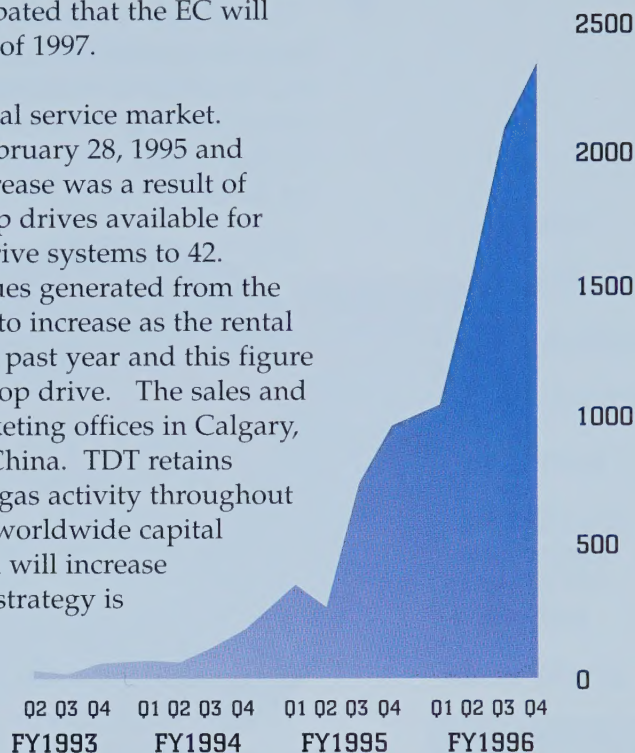 pated that the EC will
of 1997.
al service market.
bruary 28, 1995 and
rease was a result of
p drives available for
rive systems to 42.
ues generated from the
to increase as the rental
past year and this figure
op drive. The sales and
keting offices in Calgary,
China. TDT retains
gas activity throughout
worldwide capital
will increase
strategy is
2500
2000
1500
1000
500
0
Q2 Q3 Q4 Q1 Q2 Q3 Q4 Q1 Q2 Q3 Q4 Q1 Q2 Q3 Q4
FY1993 FY1994 FY1995 FY1996